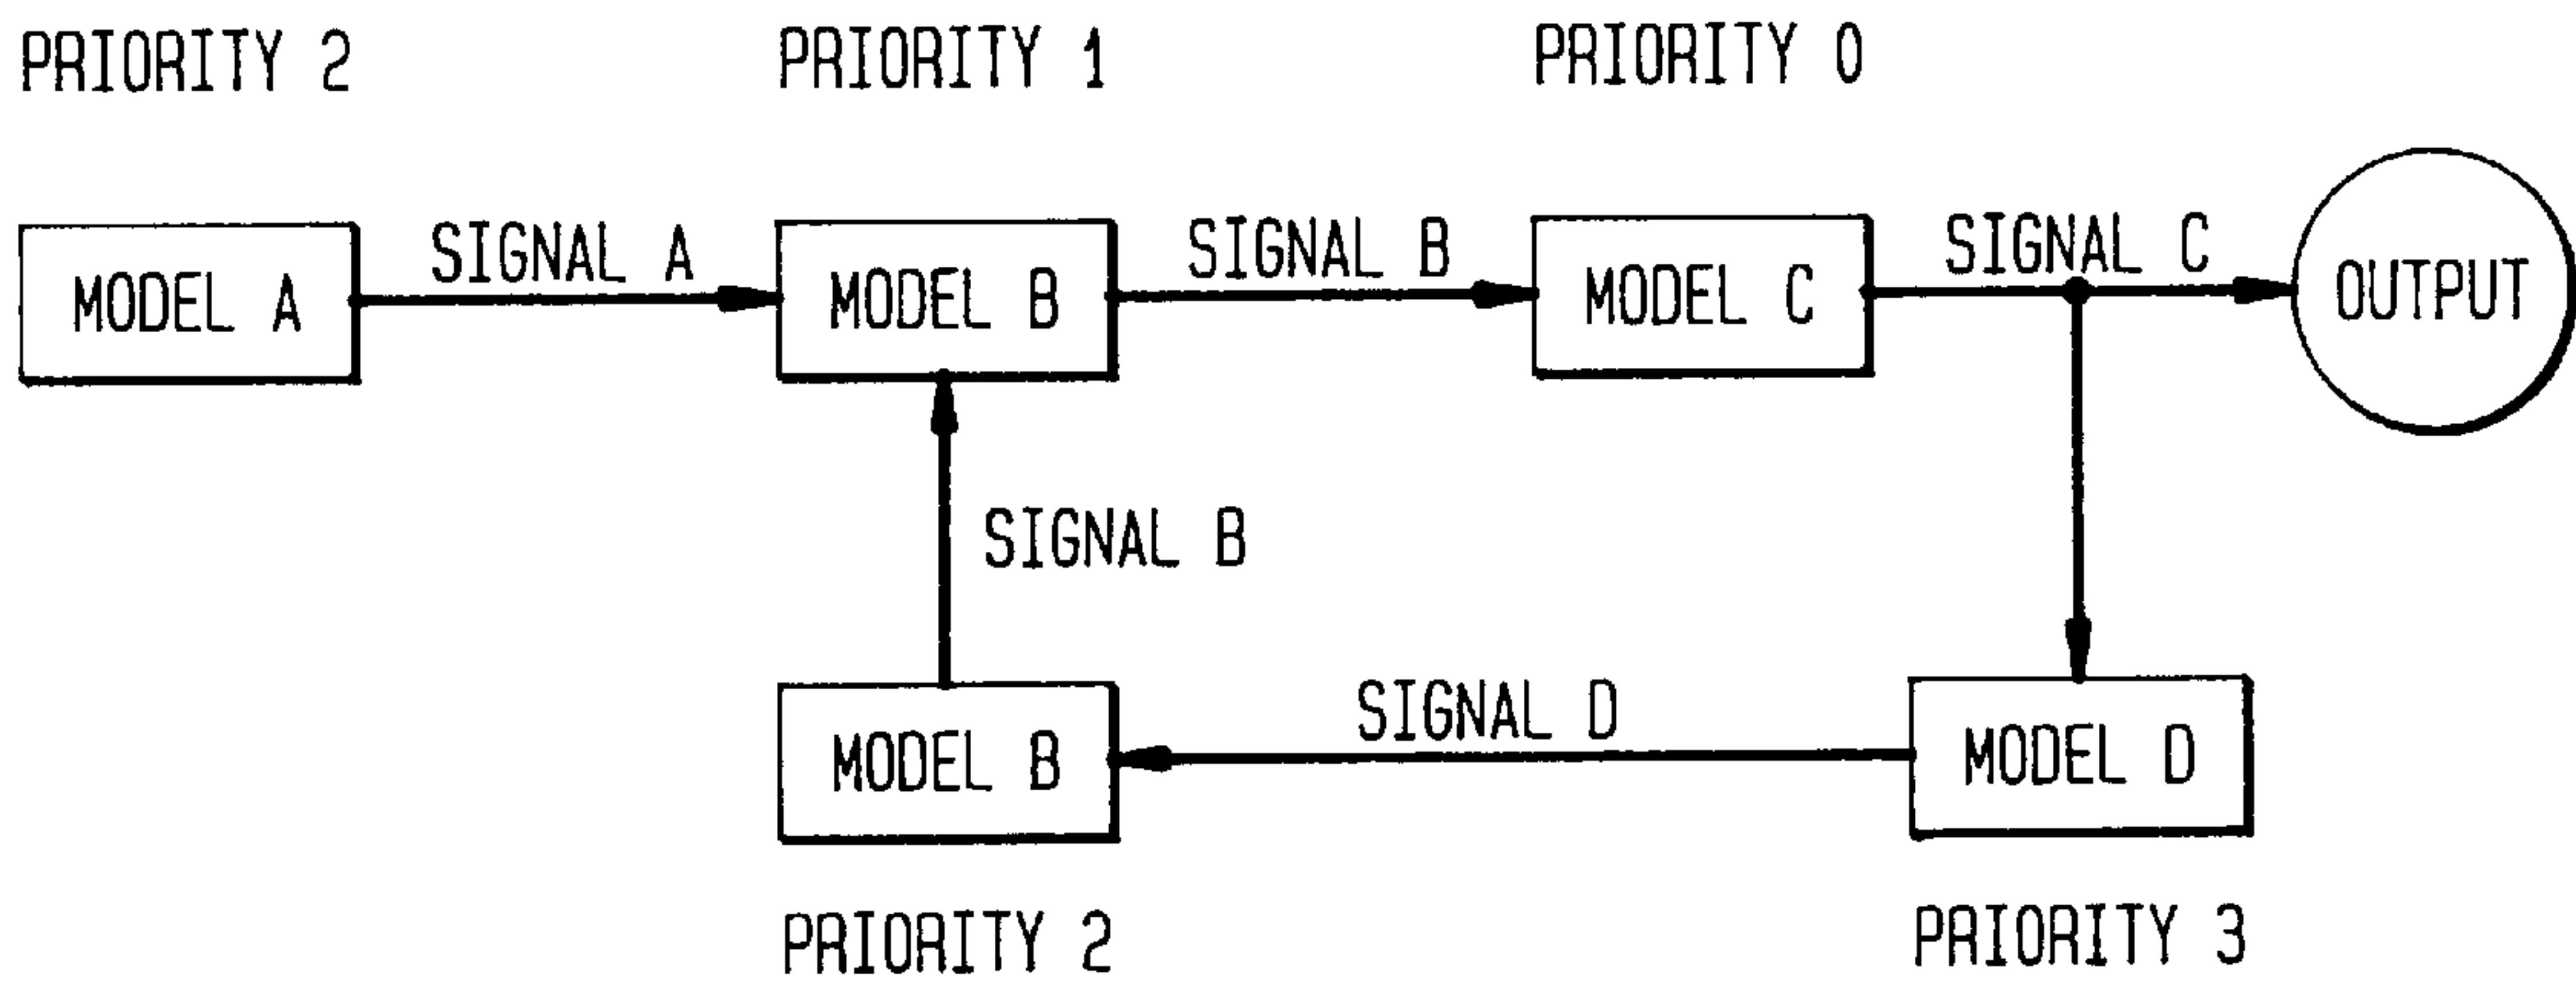 PRIORITY 2
PRIORITY 1
PRIORITY 0
MODEL A
SIGNAL A
MODEL B
SIGNAL B
MODEL C
SIGNAL C
OUTPUT
SIGNAL B
MODEL B
SIGNAL D
MODEL D
PRIORITY 2
PRIORITY 3